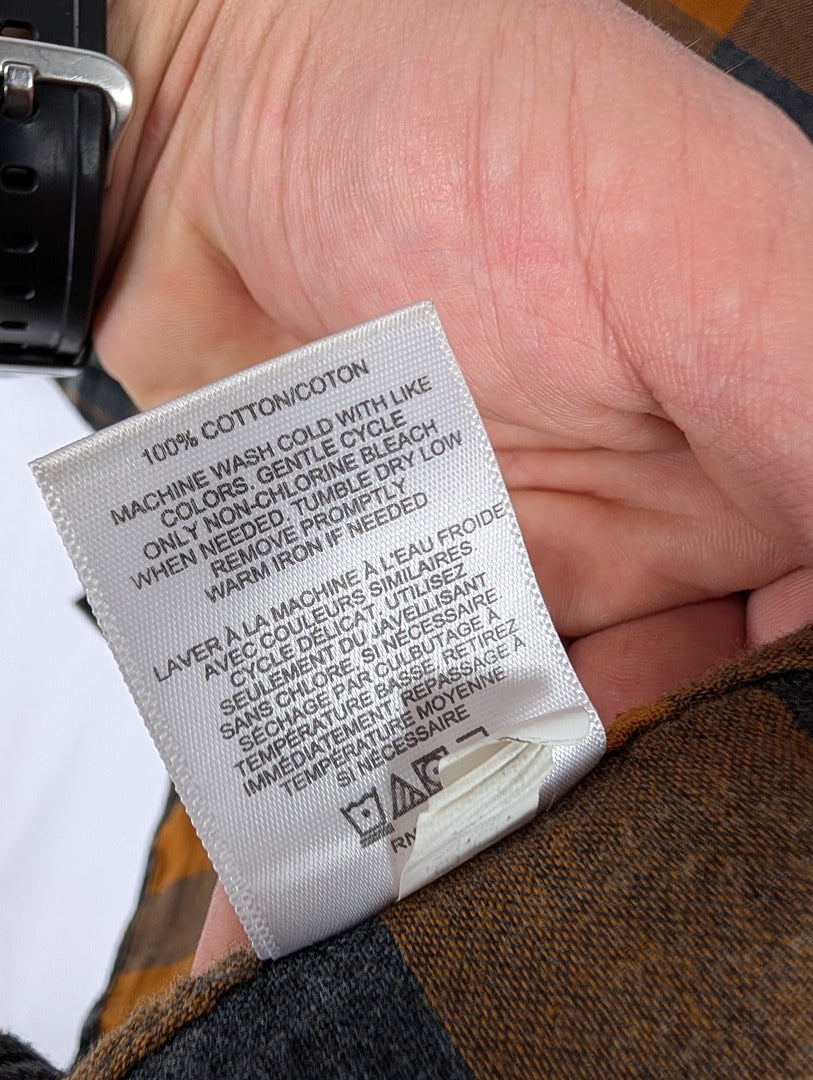 100% COTTON/COTON
MACHINE WASH COLD WITH LIKE
COLORS. GENTLE CYCLE
ONLY NON-CHLORINE BLEACH
WHEN NEEDED. TUMBLE DRY LOW
REMOVE PROMPTLY
WARM IRON IF NEEDED
LAVER À LA MACHINE À L'EAU FROIDE
AVEC COULEURS SIMILAIRES.
CYCLE DÉLICAT. UTILISEZ
SEULEMENT DU JAVELLISANT
SANS CHLORE, SI NÉCESSAIRE
SÉCHAGE PAR CULBUTAGE À
TEMPÉRATURE BASSE. RETIREZ
IMMÉDIATEMENT. REPASSAGE À
TEMPÉRATURE MOYENNE
SI NÉCESSAIRE
RN